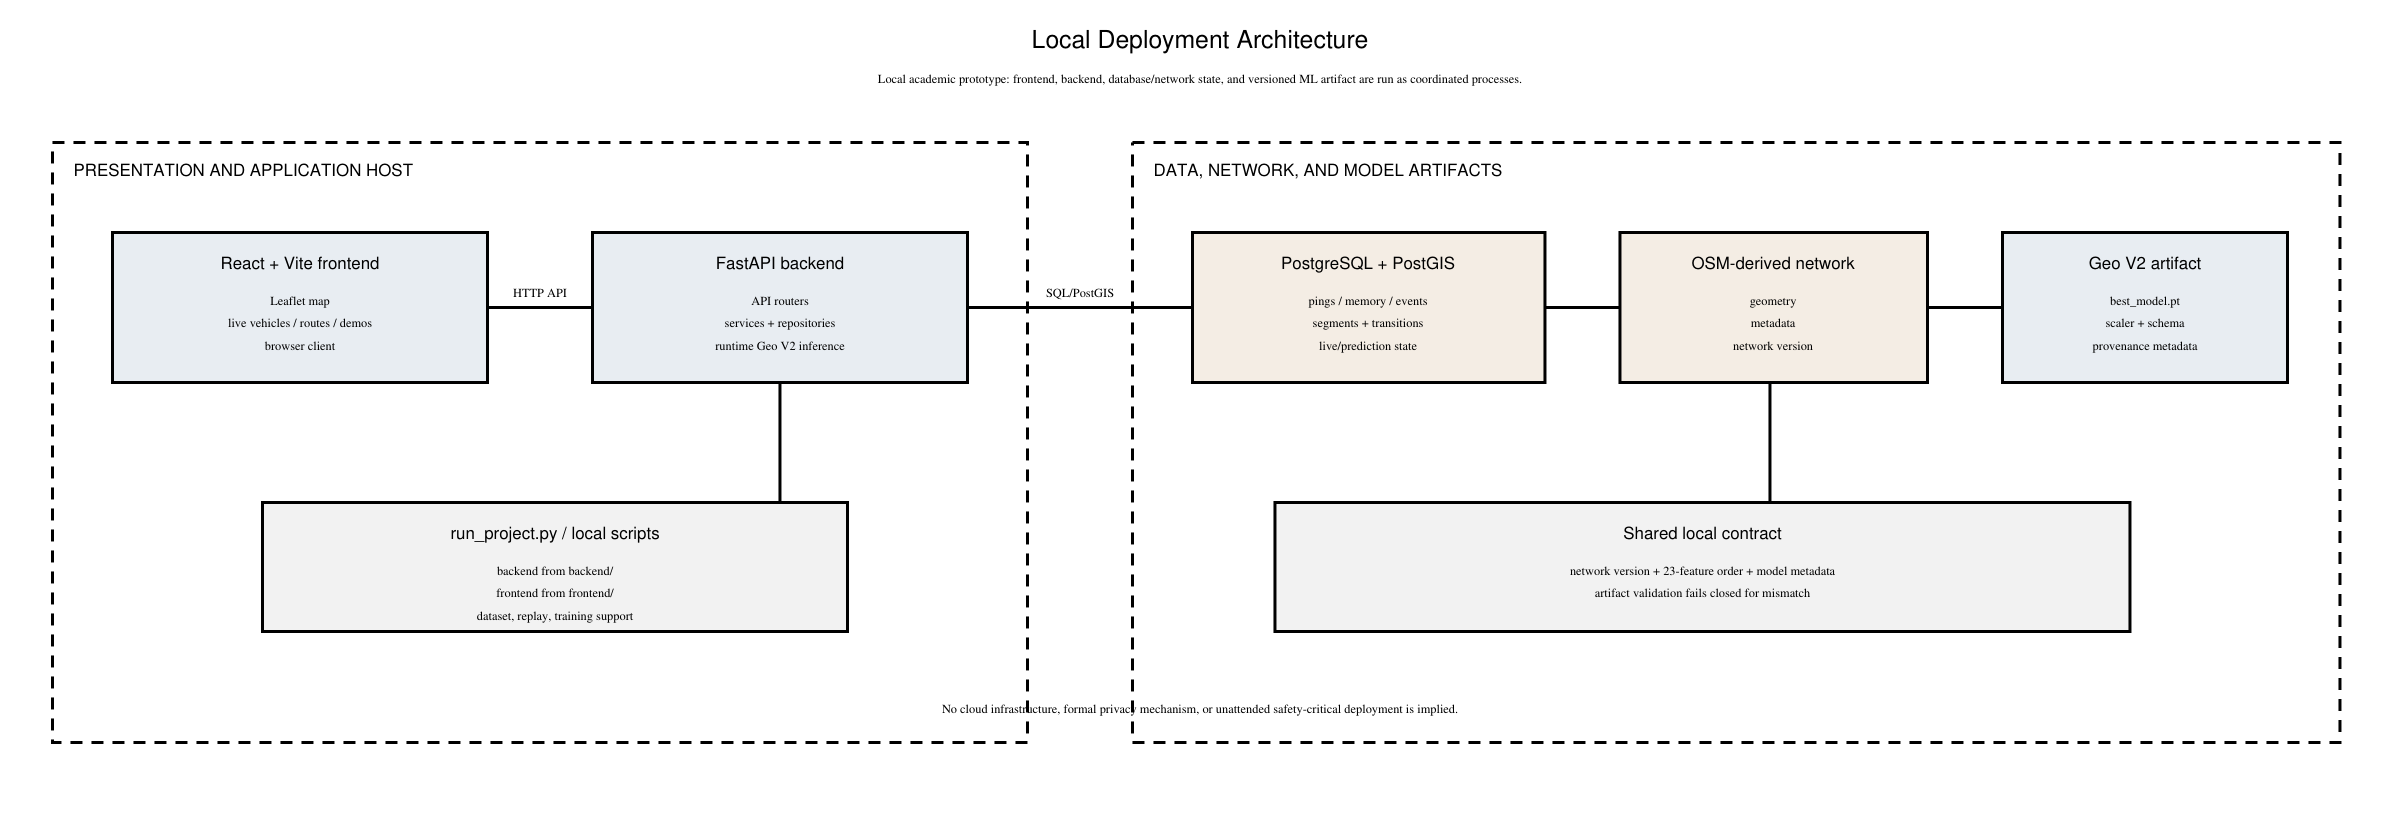 Local Deployment Architecture
Local academic prototype: frontend, backend, database/network state, and versioned ML artifact are run as coordinated processes.
PRESENTATION AND APPLICATION HOST
React + Vite frontend
Leaflet map
live vehicles / routes / demos
browser client
HTTP API
FastAPI backend
API routers
services + repositories
runtime Geo V2 inference
run_project.py / local scripts
backend from backend/
frontend from frontend/
dataset, replay, training support
SQL/PostGIS
DATA, NETWORK, AND MODEL ARTIFACTS
PostgreSQL + PostGIS
pings / memory / events
segments + transitions
live/prediction state
OSM-derived network
geometry
metadata
network version
Geo V2 artifact
best_model.pt
scaler + schema
provenance metadata
Shared local contract
network version + 23-feature order + model metadata
artifact validation fails closed for mismatch
No cloud infrastructure, formal privacy mechanism, or unattended safety-critical deployment is implied.